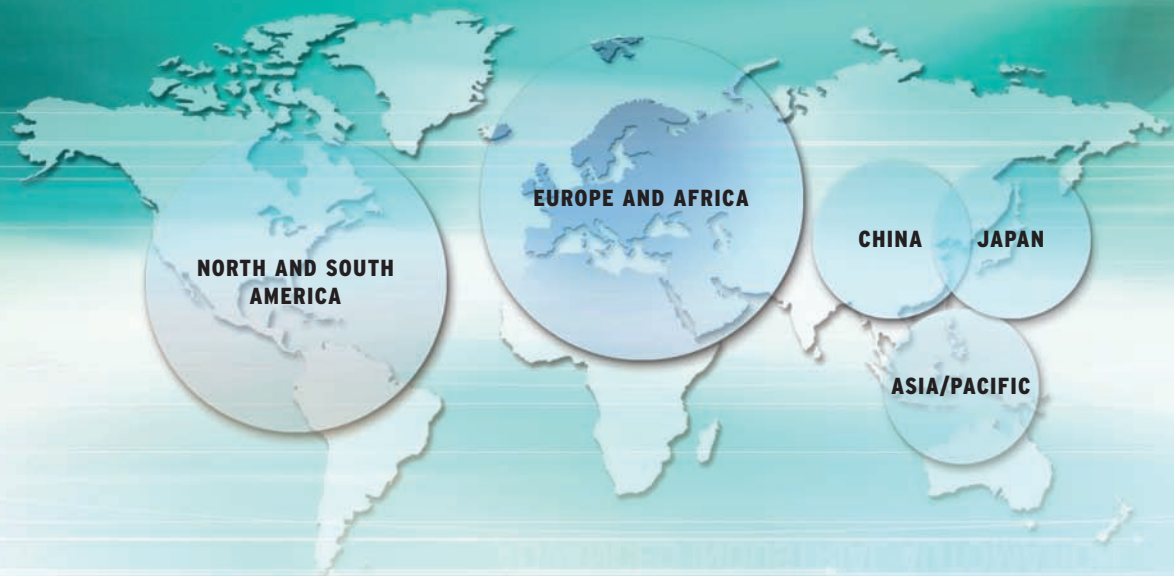 EUROPE AND AFRICA
CHINA
JAPAN
NORTH AND SOUTH
AMERICA
ASIA/PACIFIC